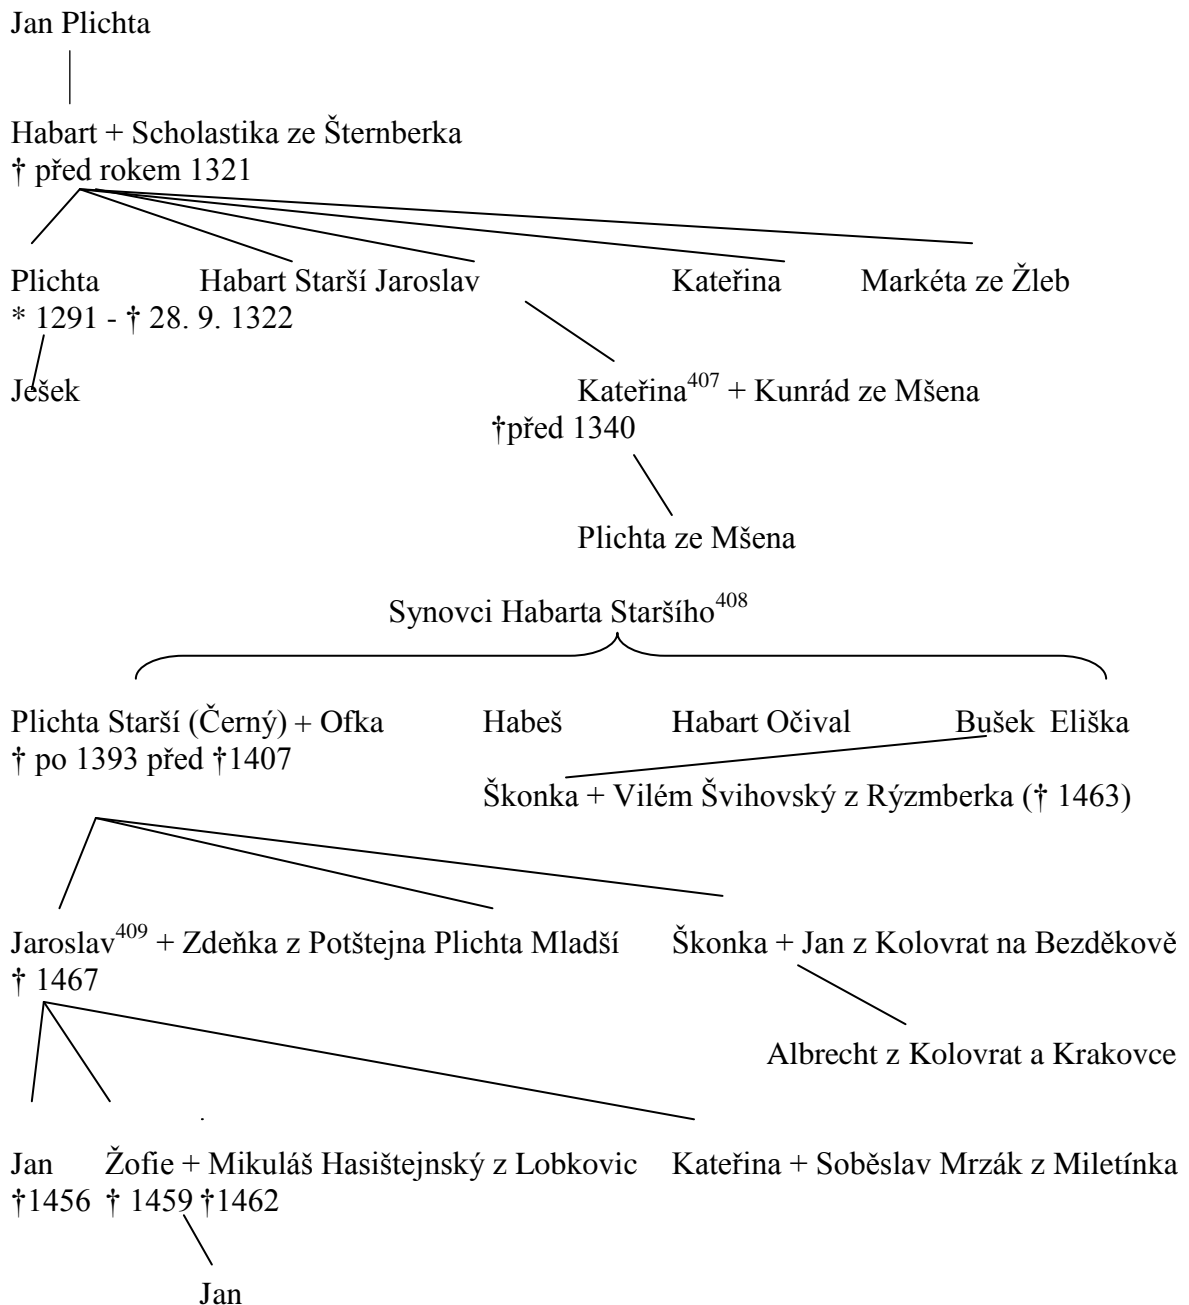 Jan Plichta
Habart + Scholastika ze Šternberka
† před rokem 1321
Plichta Habart Starší Jaroslav Kateřina Markéta ze Žleb
* 1291 - † 28. 9. 1322
Ješek Kateřina407 + Kunrád ze Mšena
†před 1340
Plichta ze Mšena
Synovci Habarta Staršího408
Plichta Starší (Černý) + Ofka Habeš Habart Očival Bušek Eliška
† po 1393 před †1407
Škonka + Vilém Švihovský z Rýzmberka († 1463)
Jaroslav409 + Zdeňka z Potštejna Plichta Mladší Škonka + Jan z Kolovrat na Bezděkově
† 1467
Albrecht z Kolovrat a Krakovce
Jan Žofie + Mikuláš Hasištejnský z Lobkovic Kateřina + Soběslav Mrzák z Miletínka
†1456 † 1459 †1462
Jan